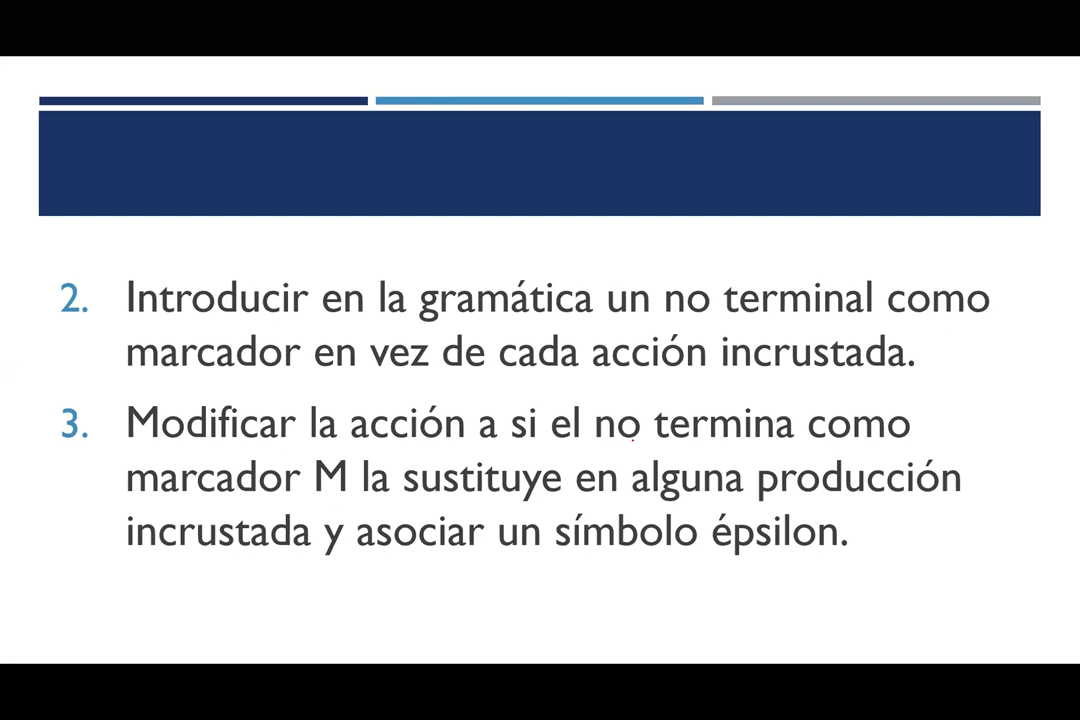 2. Introducir en la gramática un no terminal como
marcador en vez de cada acción incrustada.
3. Modificar la acción a si el no termina como
marcador M la sustituye en alguna producción
incrustada y asociar un símbolo épsilon.